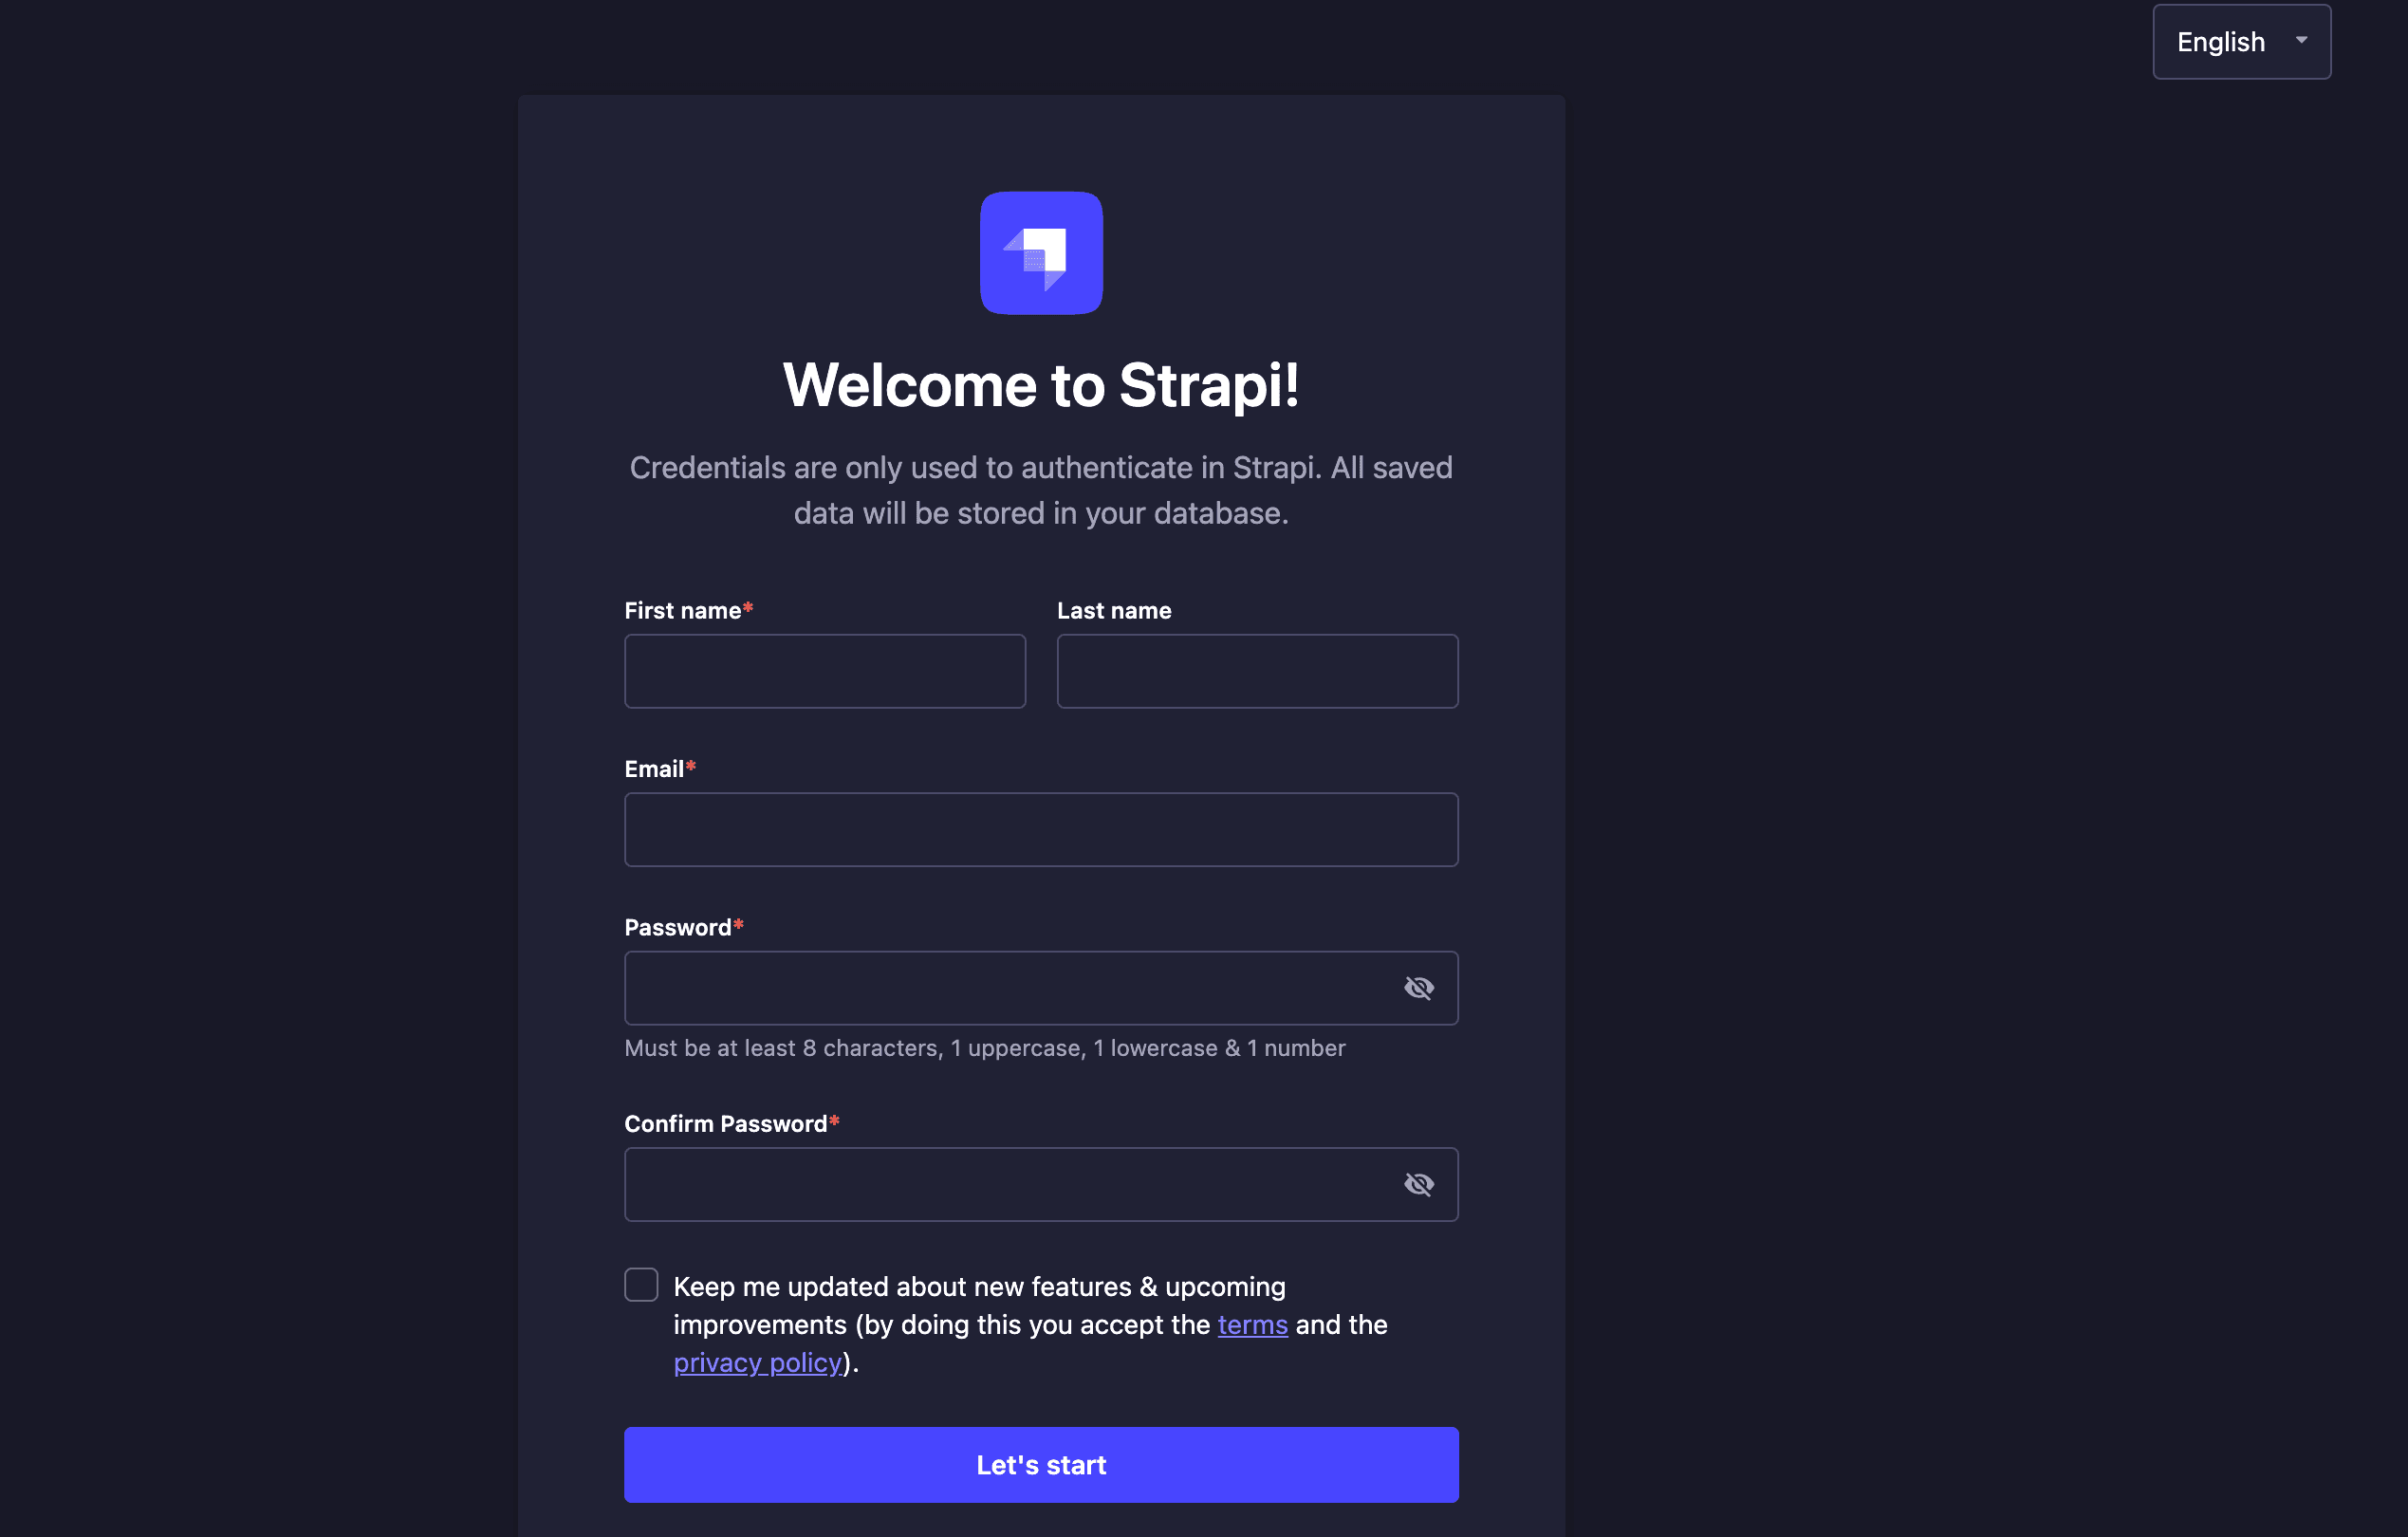 English
Welcome to Strapi!
Credentials are only used to authenticate in Strapi. All saved
data will be stored in your database.
First name*
Last name
Email*
Password*
Must be at least 8 characters, 1 uppercase, 1 lowercase & 1 number
Confirm Password*
Keep me updated about new features & upcoming
improvements (by doing this you accept the terms and the
privacy policy).
Let's start